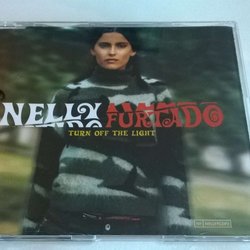 NELLY FURTADO
TURN OFF THE LIGHT